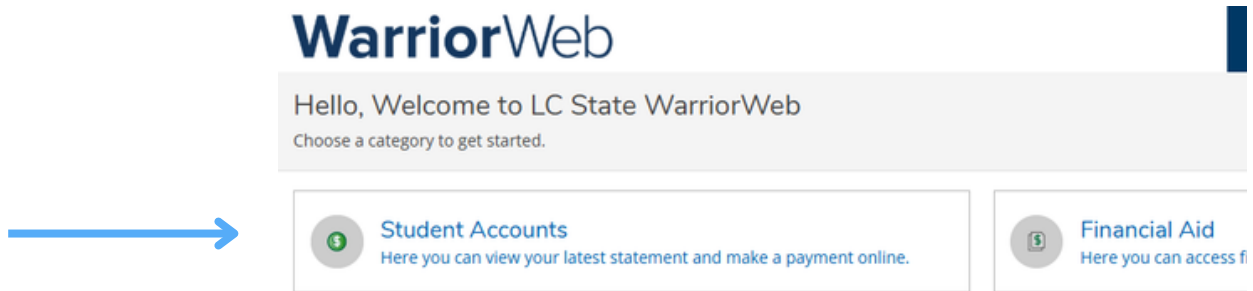 WarriorWeb
Hello, Welcome to LC State WarriorWeb
Choose a category to get started.
Student Accounts
Here you can view your latest statement and make a payment online.
Financial Aid
Here you can access